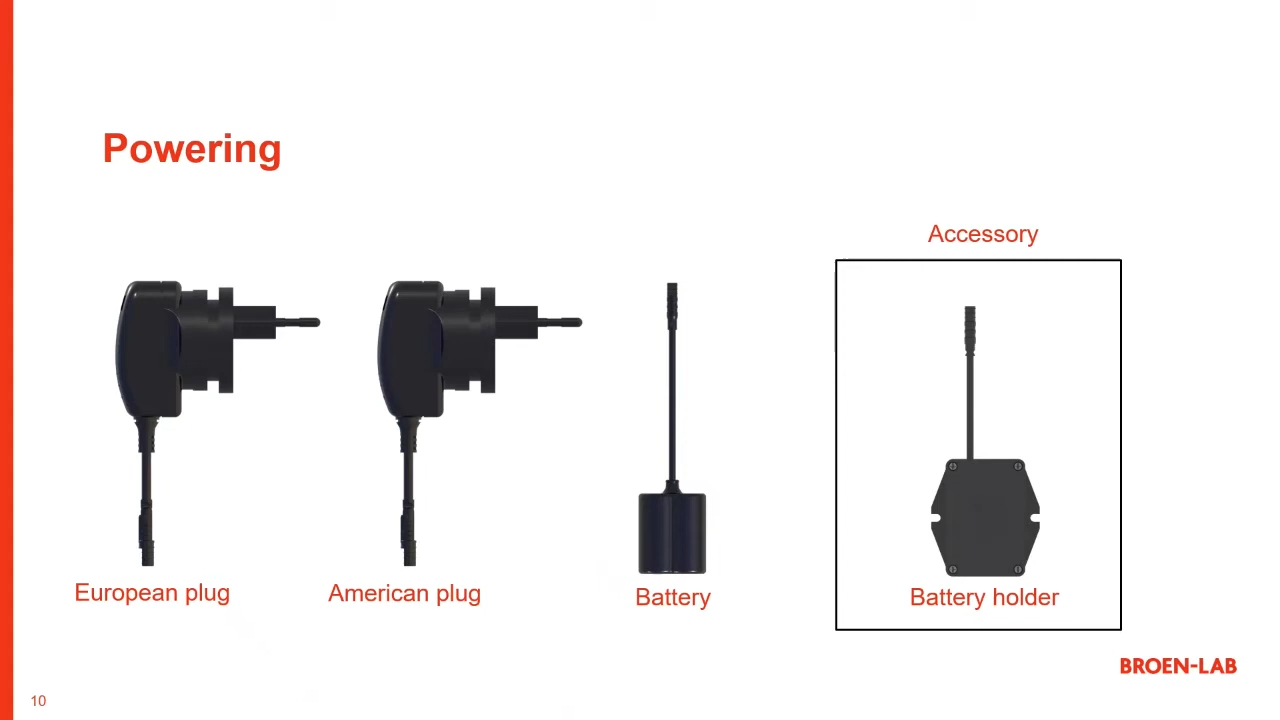 Powering
Accessory
European plug
American plug
Battery
Battery holder
BROEN-LAB
10